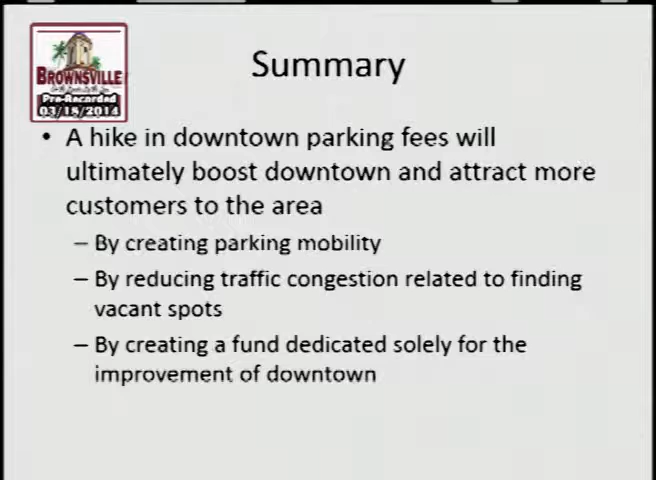 Summary
BROWNSVILLE
Pre-Recorded
03/18/2014
• A hike in downtown parking fees will
ultimately boost downtown and attract more
customers to the area
– By creating parking mobility
– By reducing traffic congestion related to finding
vacant spots
– By creating a fund dedicated solely for the
improvement of downtown